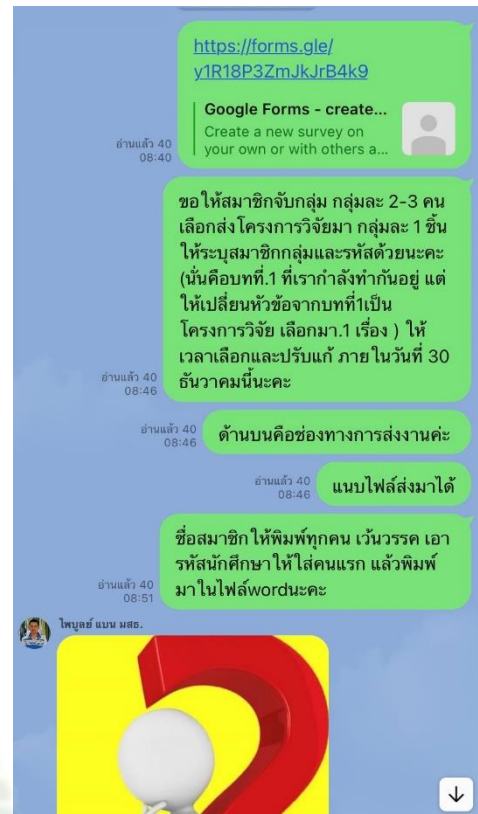 https://forms.gle/
y1R18P3ZmJkJrB4k9
Google Forms - create...
Create a new survey on
your own or with others a...
อ่านแล้ว 40
08:40
ขอให้สมาชิกจับกลุ่ม กลุ่มละ 2-3 คน
เลือกส่งโครงการวิจัยมา กลุ่มละ 1 ชิ้น
ให้ระบุสมาชิกกลุ่มและรหัสด้วยนะคะ
(นั่นคือบทที่.1 ที่เรากำลังทำกันอยู่ แต่
ให้เปลี่ยนหัวข้อจากบทที่1เป็น
โครงการวิจัย เลือกมา.1 เรื่อง ) ให้
เวลาเลือกและปรับแก้ ภายในวันที่ 30
ธันวาคมนี้นะคะ
อ่านแล้ว 40
08:46
ด้านบนคือช่องทางการส่งงานค่ะ
อ่านแล้ว 40
08:46
แนบไฟล์ส่งมาได้
อ่านแล้ว 40
08:46
ชื่อสมาชิก ให้พิมพ์ทุกคน เว้นวรรค เอา
รหัสนักศึกษาให้ใส่คนแรก แล้วพิมพ์
มาในไฟล์wordนะคะ
อ่านแล้ว 40
08:51
ไพบูลย์ แบน มสธ.